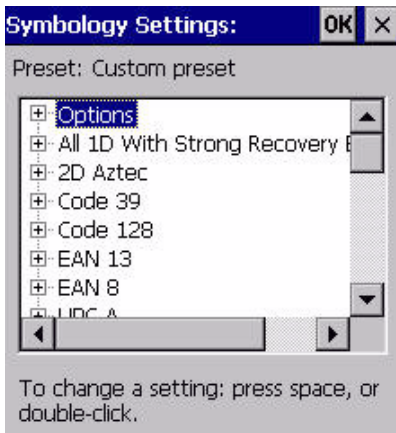 Symbology Settings: OK ×
Preset: Custom preset
Options
All 1D With Strong Recovery
2D Aztec
Code 39
Code 128
EAN 13
EAN 8
UPC A
To change a setting: press space, or
double-click.